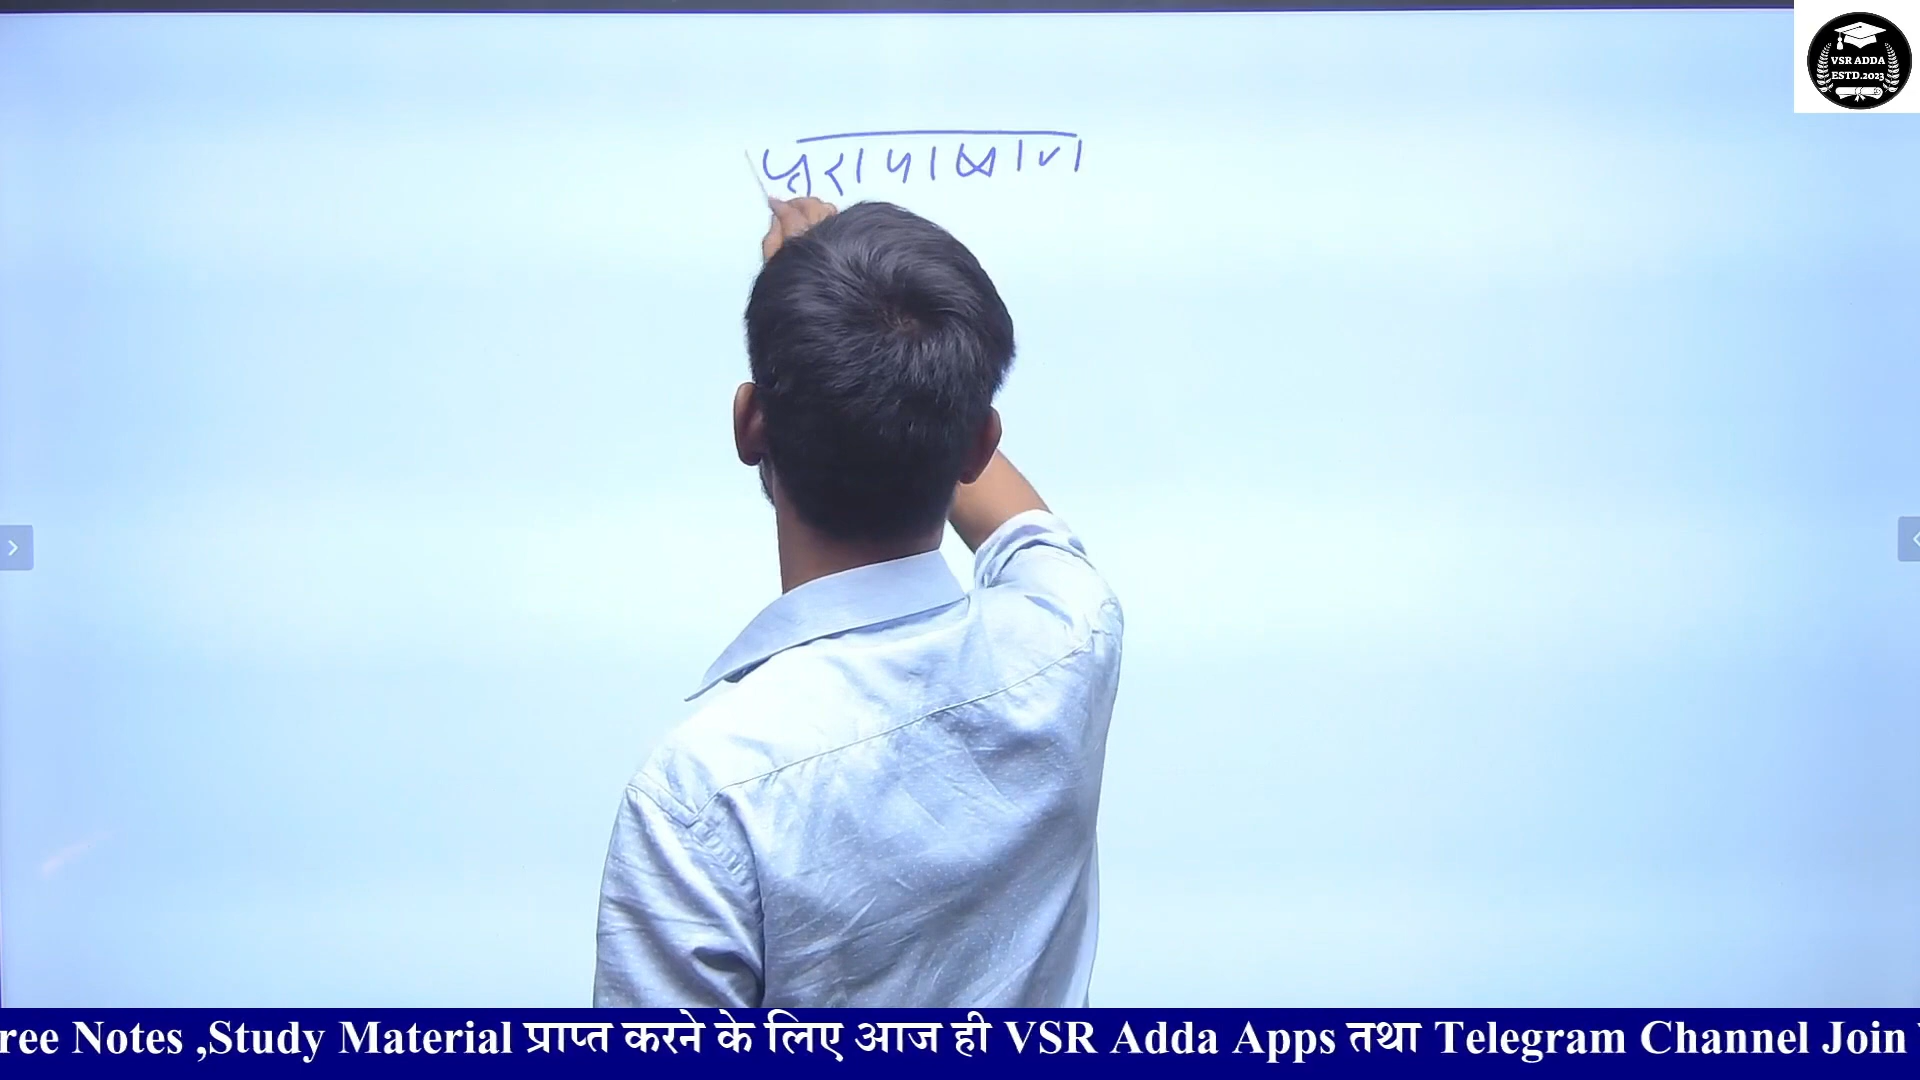 VSR ADDA
ESTD.2023
पुरापाषाण
ree Notes ,Study Material प्राप्त करने के लिए आज ही VSR Adda Apps तथा Telegram Channel Join